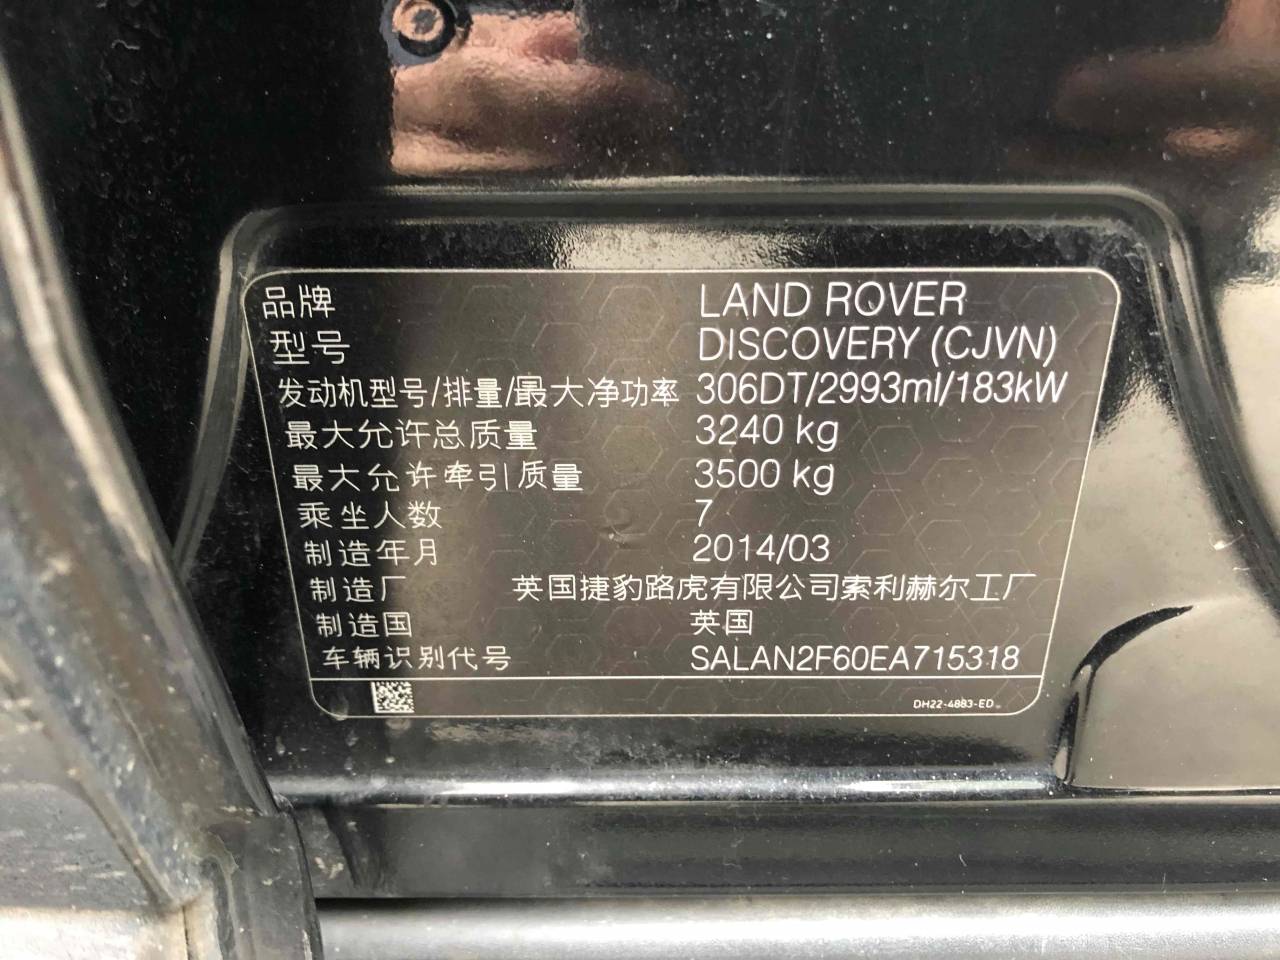 品牌 LAND ROVER
型号 DISCOVERY (CJVN)
发动机型号/排量/最大净功率 306DT/2993ml/183kW
最大允许总质量 3240 kg
最大允许牵引质量 3500 kg
乘坐人数 7
制造年月 2014/03
制造厂 英国捷豹路虎有限公司索利赫尔工厂
制造国 英国
车辆识别代号 SALAN2F60EA715318
DH22-4883-ED